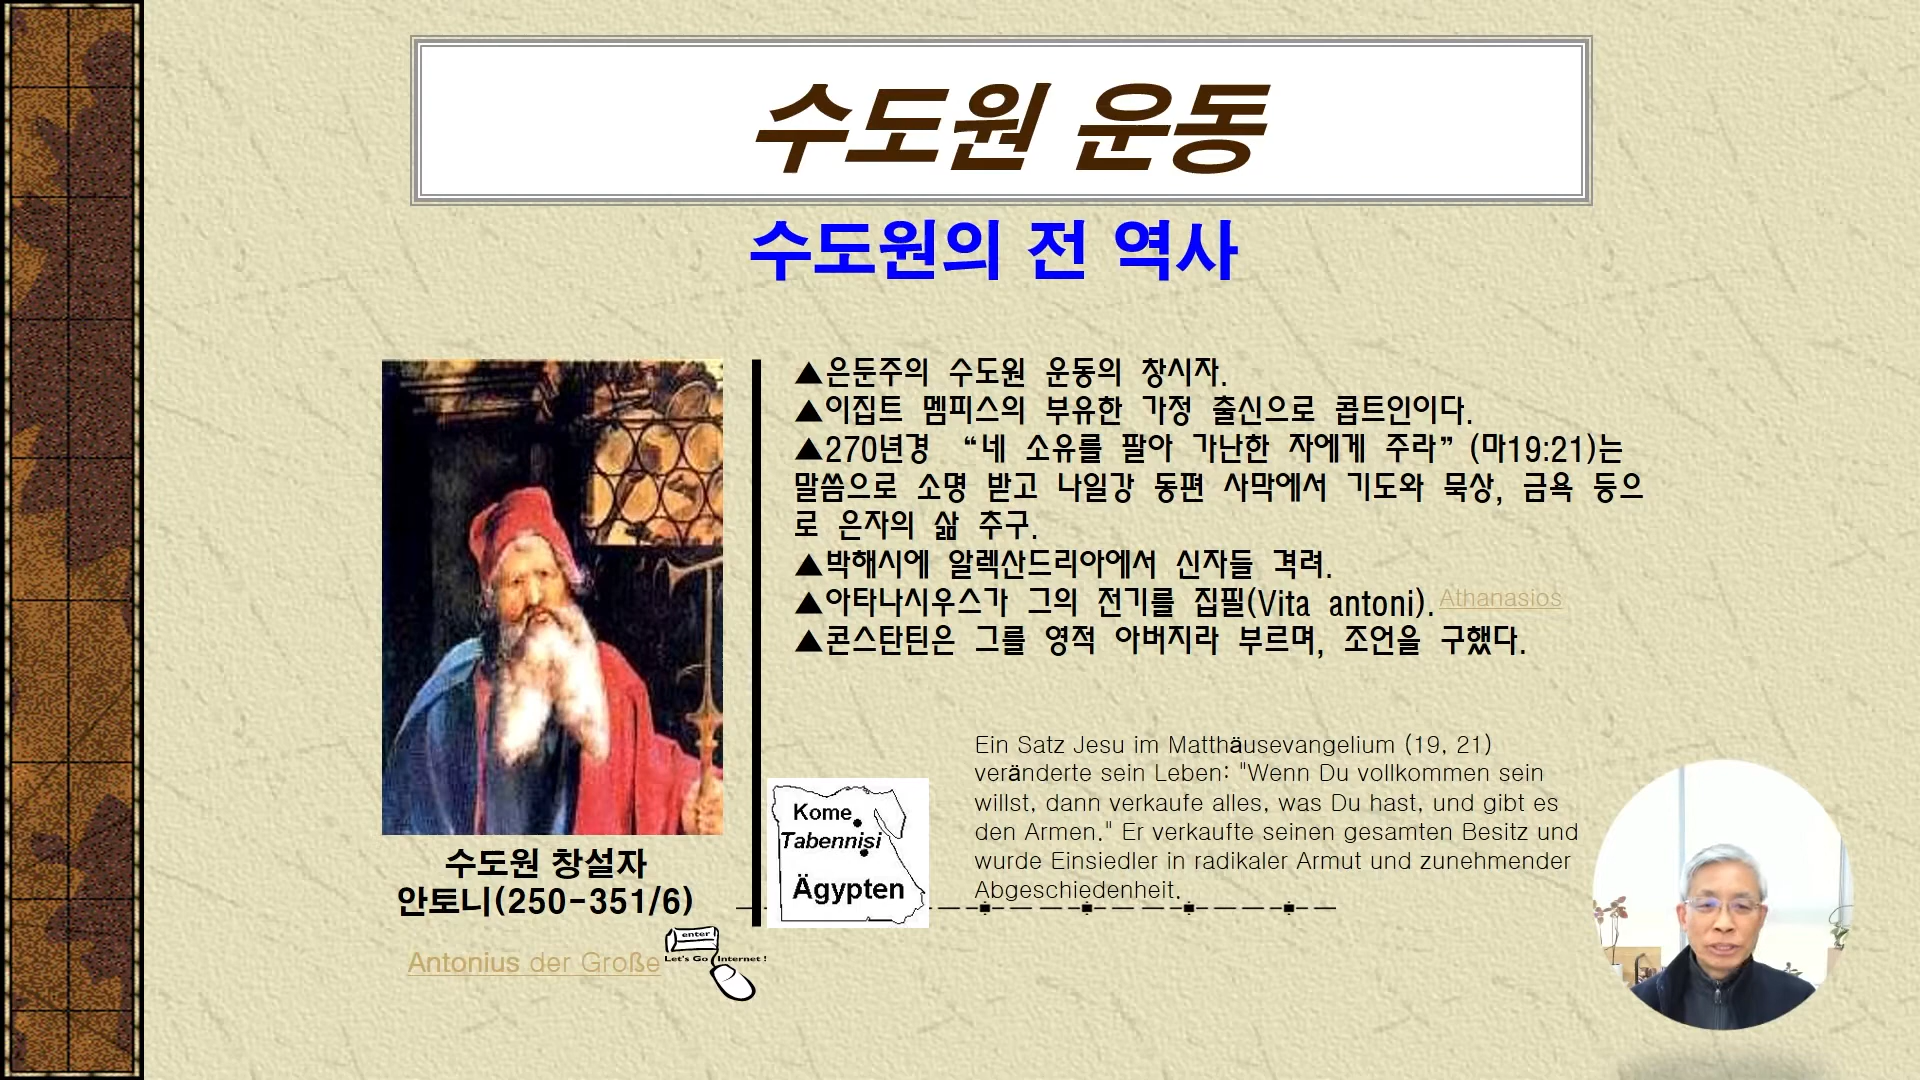 수도원 운동
수도원의 전 역사
▲은둔주의 수도원 운동의 창시자.
▲이집트 멤피스의 부유한 가정 출신으로 콥트인이다.
▲270년경 “네 소유를 팔아 가난한 자에게 주라”(마19:21)는
말씀으로 소명 받고 나일강 동편 사막에서 기도와 묵상, 금욕 등으
로 은자의 삶 추구.
▲박해시에 알렉산드리아에서 신자들 격려.
▲아타나시우스가 그의 전기를 집필(Vita antoni). Athanasios
▲콘스탄틴은 그를 영적 아버지라 부르며, 조언을 구했다.
Ein Satz Jesu im Matthäusevangelium (19, 21)
veränderte sein Leben: "Wenn Du vollkommen sein
willst, dann verkaufe alles, was Du hast, und gibt es
den Armen." Er verkaufte seinen gesamten Besitz und
wurde Einsiedler in radikaler Armut und zunehmender
Abgeschiedenheit.
Kome
Tabennisi
Ägypten
수도원 창설자
안토니(250-351/6)
Antonius der Große
enter
Let's Go Internet !